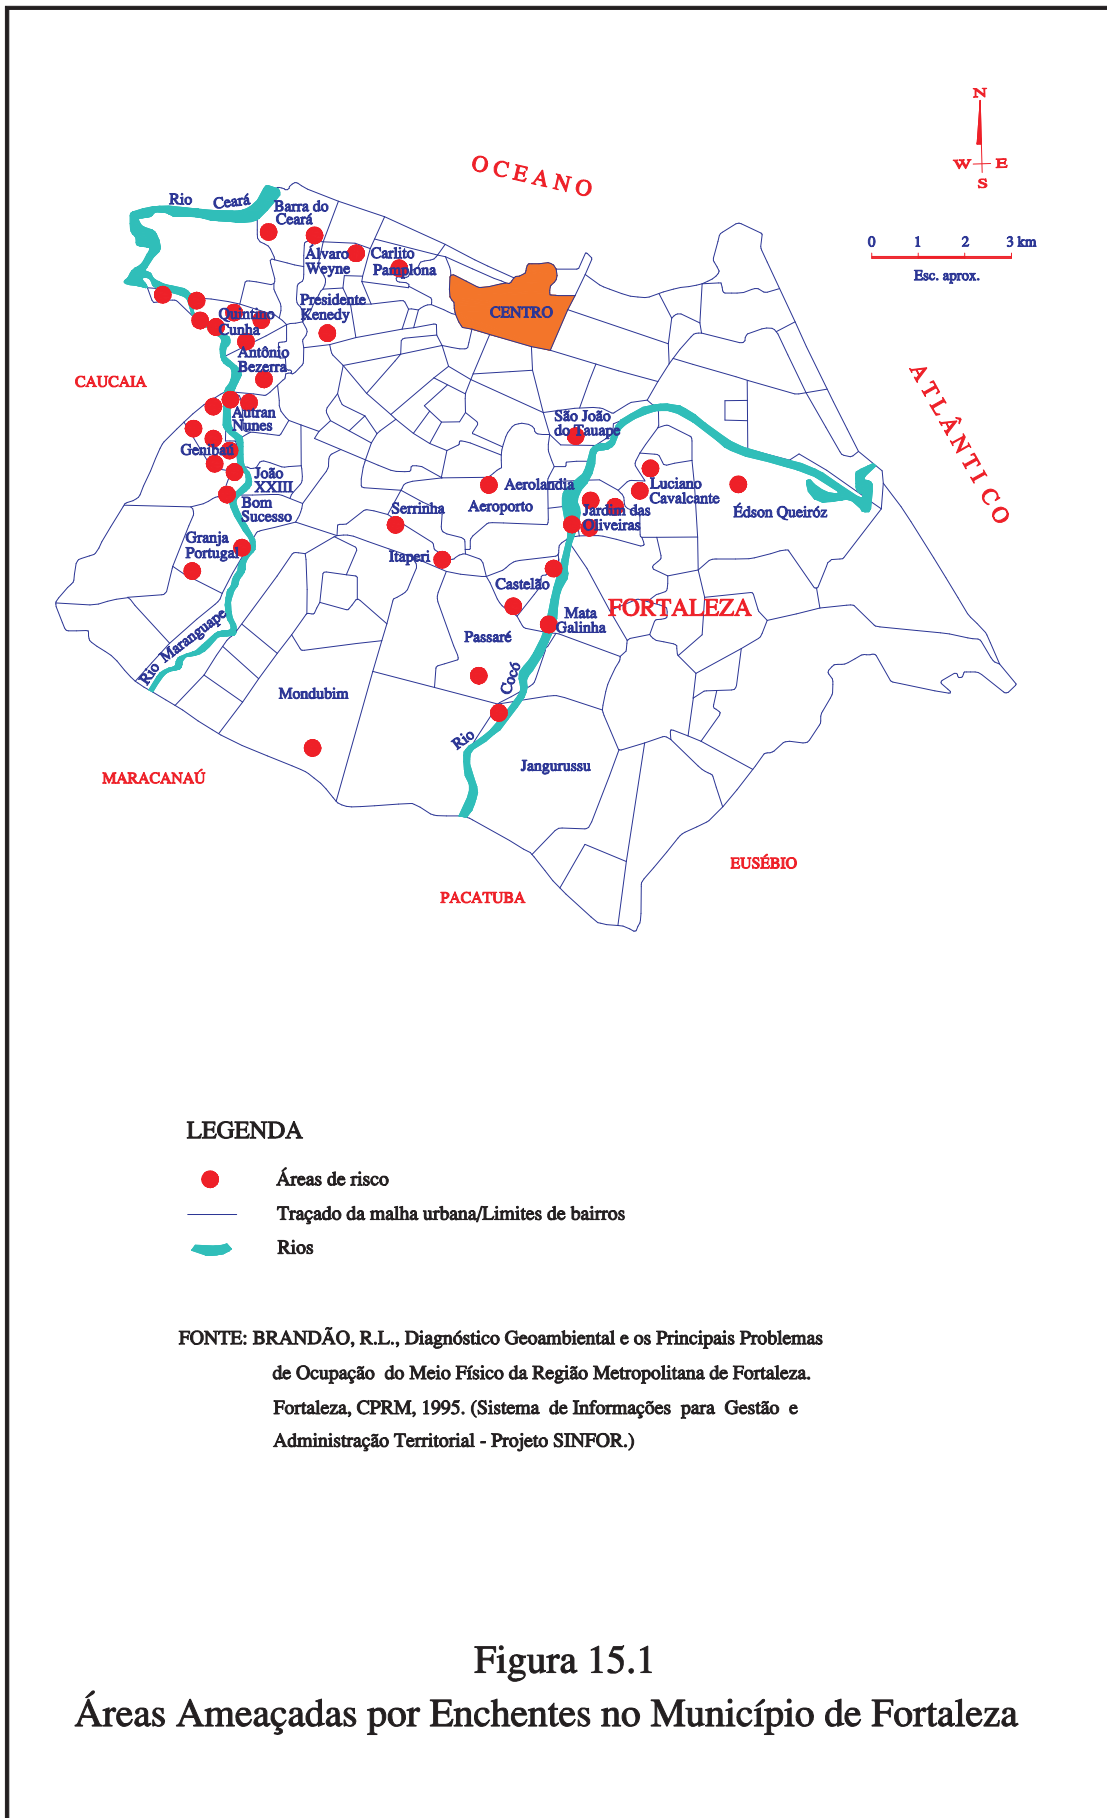 N
W E
S
OCEANO
ATLÂNTICO
0 1 2 3 km
Esc. aprox.
Rio Ceará
Barra do
Ceará
Álvaro
Weyne
Carlito
Pamplona
Presidente
Kenedy
CENTRO
Quintino
Cunha
Antônio
Bezerra
CAUCAIA
Autran
Nunes
Genibaú
João
XXIII
Bom
Sucesso
Granja
Portugal
Rio Maranguape
São João
do Tauape
Aerolandia
Aeroporto
Serrinha
Itaperi
Luciano
Cavalcante
Édson Queiróz
Jardim das
Oliveiras
Castelão
FORTALEZA
Mata
Galinha
Passaré
Rio Cocó
Mondubim
Jangurussu
MARACANAÚ
EUSÉBIO
PACATUBA
LEGENDA
Áreas de risco
Traçado da malha urbana/Limites de bairros
Rios
FONTE: BRANDÃO, R.L., Diagnóstico Geoambiental e os Principais Problemas
de Ocupação do Meio Físico da Região Metropolitana de Fortaleza.
Fortaleza, CPRM, 1995. (Sistema de Informações para Gestão e
Administração Territorial - Projeto SINFOR.)
Figura 15.1
Áreas Ameaçadas por Enchentes no Município de Fortaleza